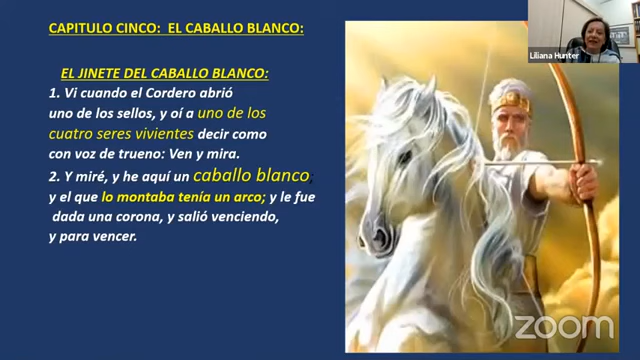 CAPITULO CINCO: EL CABALLO BLANCO:
EL JINETE DEL CABALLO BLANCO:
1. Vi cuando el Cordero abrió
uno de los sellos, y oí a uno de los
cuatro seres vivientes decir como
con voz de trueno: Ven y mira.
2. Y miré, y he aquí un caballo blanco;
y el que lo montaba tenía un arco; y le fue
dada una corona, y salió venciendo,
y para vencer.
Liliana Hunter
zoom